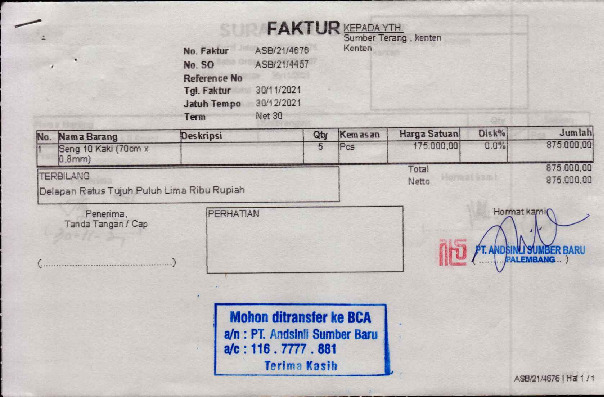 FAKTUR
KEPADA YTH.
Sumber Terang , kenten
Kenten
No. Faktur ASB/21/4676
No. SO ASB/21/4457
Reference No
Tgl. Faktur 30/11/2021
Jatuh Tempo 30/12/2021
Term Net 30
No. Nama Barang Deskripsi Qty Kemasan Harga Satuan Disk% Jumlah
1 Seng 10 Kaki (70cm x 0.8mm) 5 Pcs 175.000,00 0.0% 875.000,00
TERBILANG
Delapan Ratus Tujuh Puluh Lima Ribu Rupiah
Total 875.000,00
Netto 875.000,00
Penerima,
Tanda Tangan / Cap
(..............................)
PERHATIAN
Hormat kami
PT. ANDSINLI SUMBER BARU
PALEMBANG
Mohon ditransfer ke BCA
a/n : PT. Andsinli Sumber Baru
a/c : 116 . 7777 . 881
Terima Kasih
ASB/21/4676 | Hal 1 / 1